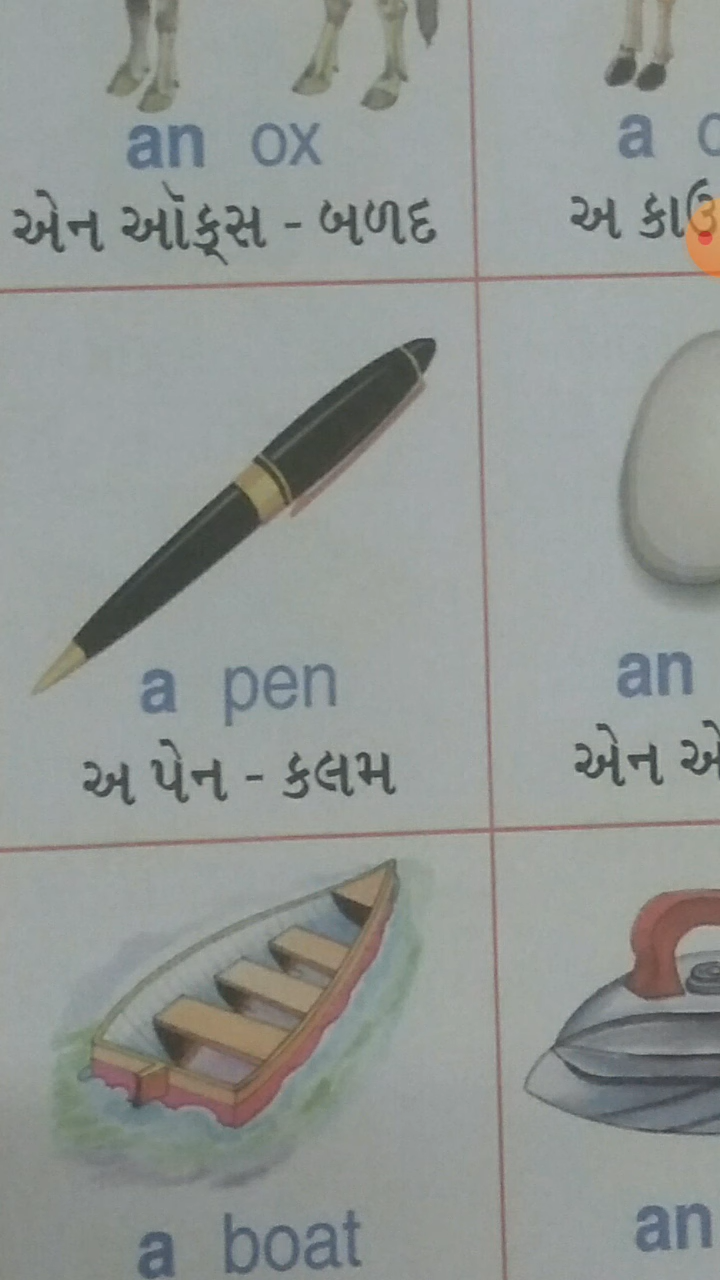 an ox
એન ઑક્સ - બળદ
a
અ
a pen
અ પેન - કલમ
an
એન
a boat
an